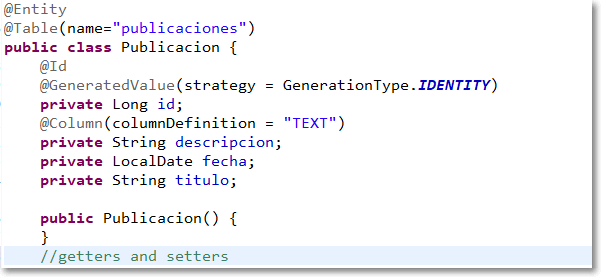 @Entity
@Table(name="publicaciones")
public class Publicacion {
@Id
@GeneratedValue(strategy = GenerationType.IDENTITY)
private Long id;
@Column(columnDefinition = "TEXT")
private String descripcion;
private LocalDate fecha;
private String titulo;
public Publicacion() {
}
//getters and setters